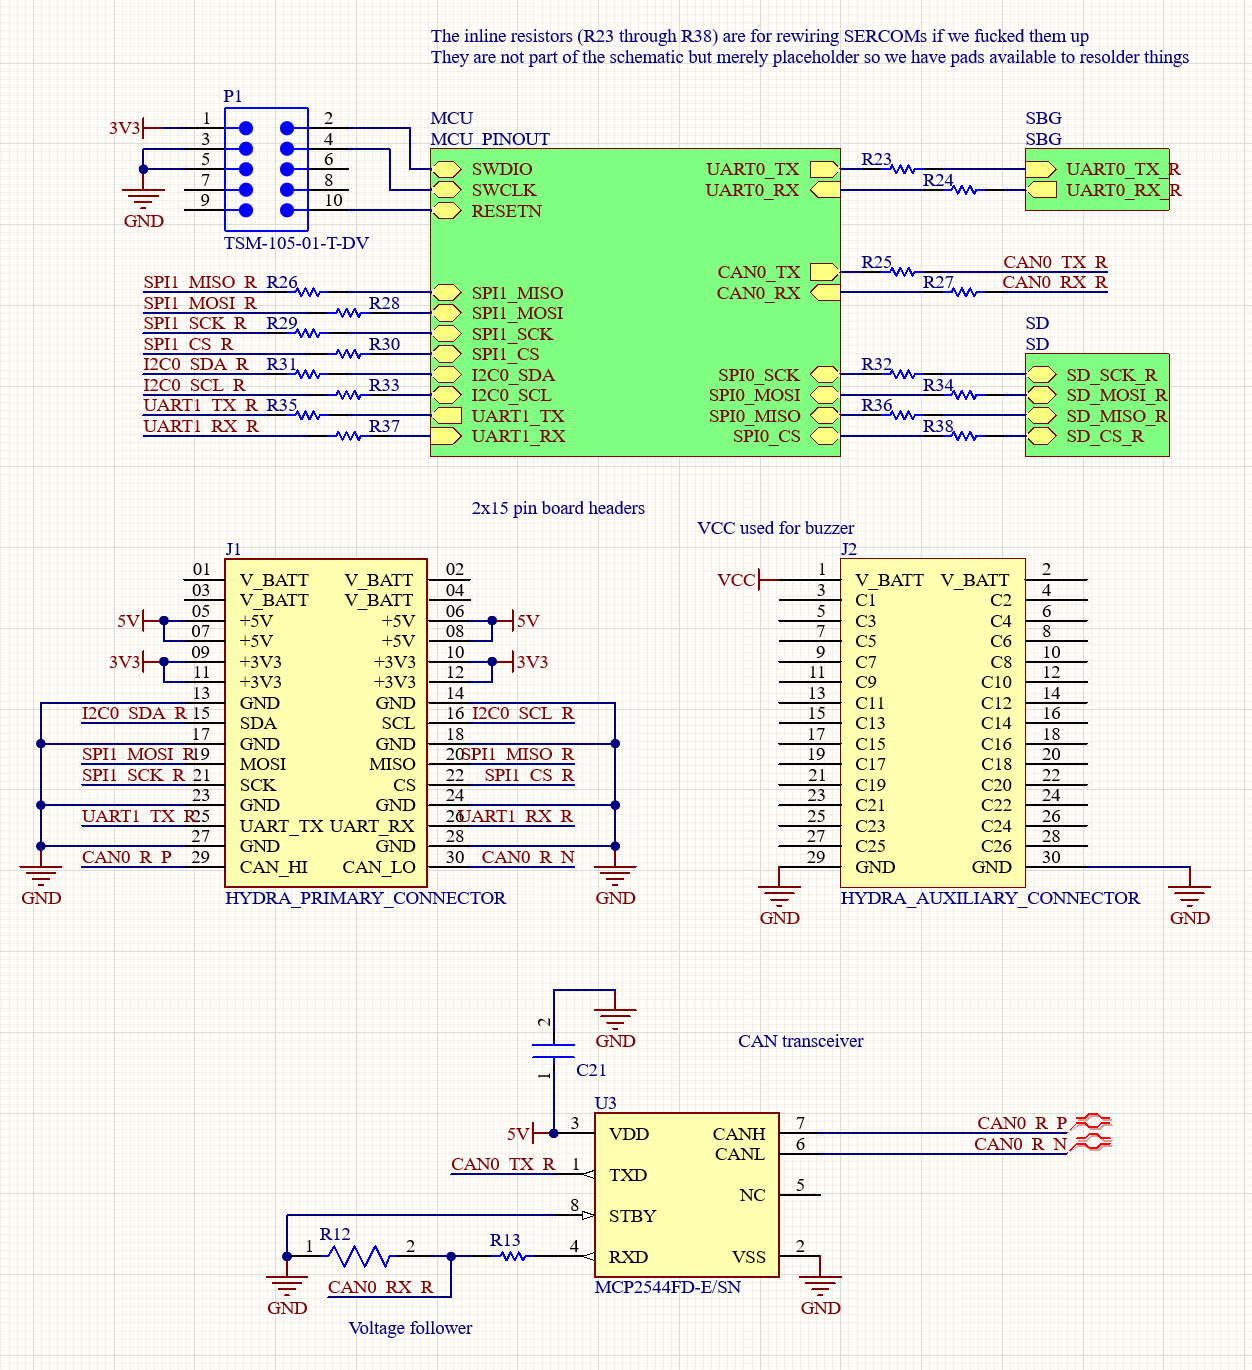 The inline resistors (R23 through R38) are for rewiring SERCOMs if we fucked them up
They are not part of the schematic but merely placeholder so we have pads available to resolder things
P1
3V3
1 2
3 4
5 6
7 8
9 10
GND
TSM-105-01-T-DV
MCU
MCU_PINOUT
SWDIO
SWCLK
RESETN
UART0_TX
UART0_RX
CAN0_TX
CAN0_RX
SPI1_MISO
SPI1_MOSI
SPI1_SCK
SPI1_CS
I2C0_SDA
I2C0_SCL
UART1_TX
UART1_RX
SPI0_SCK
SPI0_MOSI
SPI0_MISO
SPI0_CS
SPI1_MISO_R R26
SPI1_MOSI_R R28
SPI1_SCK_R R29
SPI1_CS_R R30
I2C0_SDA_R R31
I2C0_SCL_R R33
UART1_TX_R R35
UART1_RX_R R37
SBG
SBG
R23 UART0_TX_R
R24 UART0_RX_R
R25 CAN0_TX_R
R27 CAN0_RX_R
SD
SD
R32 SD_SCK_R
R34 SD_MOSI_R
R36 SD_MISO_R
R38 SD_CS_R
2x15 pin board headers
J1
01 V_BATT V_BATT 02
03 V_BATT V_BATT 04
5V 05 +5V +5V 06 5V
07 +5V +5V 08
3V3 09 +3V3 +3V3 10 3V3
11 +3V3 +3V3 12
13 GND GND 14
I2C0_SDA_R 15 SDA SCL 16 I2C0_SCL_R
17 GND GND 18
SPI1_MOSI_R 19 MOSI MISO 20 SPI1_MISO_R
SPI1_SCK_R 21 SCK CS 22 SPI1_CS_R
23 GND GND 24
UART1_TX_R 25 UART_TX UART_RX 26 UART1_RX_R
27 GND GND 28
CAN0_R_P 29 CAN_HI CAN_LO 30 CAN0_R_N
GND GND
HYDRA_PRIMARY_CONNECTOR
VCC used for buzzer
J2
VCC 1 V_BATT V_BATT 2
3 C1 C2 4
5 C3 C4 6
7 C5 C6 8
9 C7 C8 10
11 C9 C10 12
13 C11 C12 14
15 C13 C14 16
17 C15 C16 18
19 C17 C18 20
21 C19 C20 22
23 C21 C22 24
25 C23 C24 26
27 C25 C26 28
29 GND GND 30
GND GND
HYDRA_AUXILIARY_CONNECTOR
2
GND
CAN transceiver
C21
1
U3
5V 3 VDD CANH 7 CAN0_R_P
CANL 6 CAN0_R_N
CAN0_TX_R 1 TXD
NC 5
8 STBY
R12 R13
1 2 4 RXD VSS 2
CAN0_RX_R
GND
MCP2544FD-E/SN
GND
Voltage follower